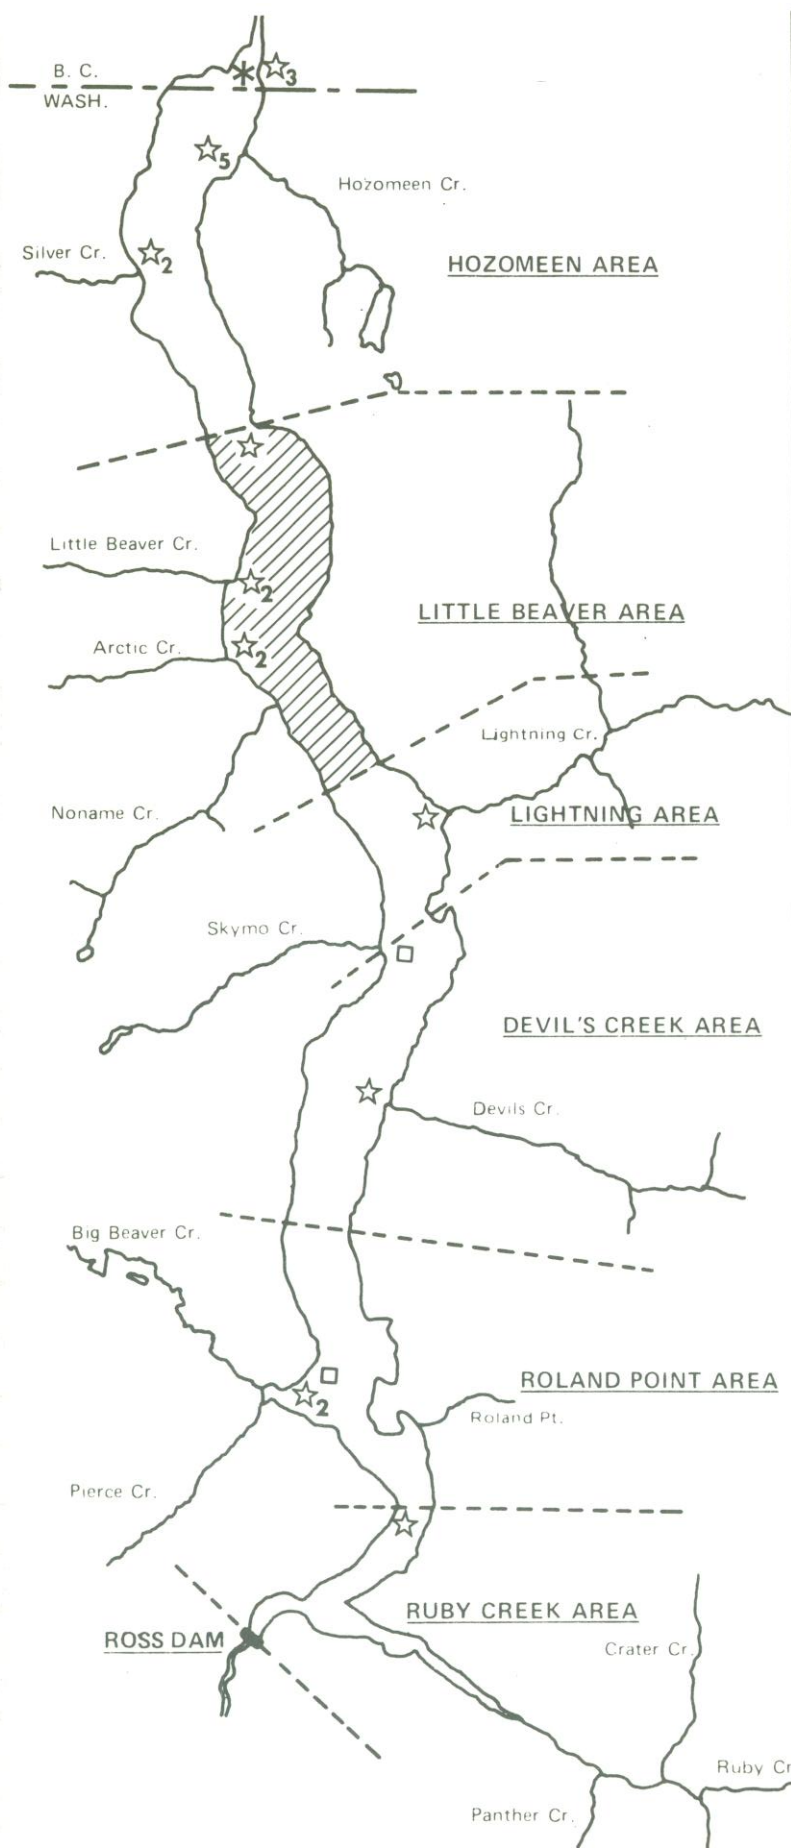 B. C.
3
WASH.
5
Hozomeen Cr.
Silver Cr.
2
HOZOMEEN AREA
Little Beaver Cr.
2
LITTLE BEAVER AREA
Arctic Cr.
2
Lightning Cr.
Noname Cr.
LIGHTNING AREA
Skymo Cr.
DEVIL'S CREEK AREA
Devils Cr.
Big Beaver Cr.
ROLAND POINT AREA
2
Roland Pt.
Pierce Cr.
RUBY CREEK AREA
ROSS DAM
Crater Cr.
Ruby Cr
Panther Cr.